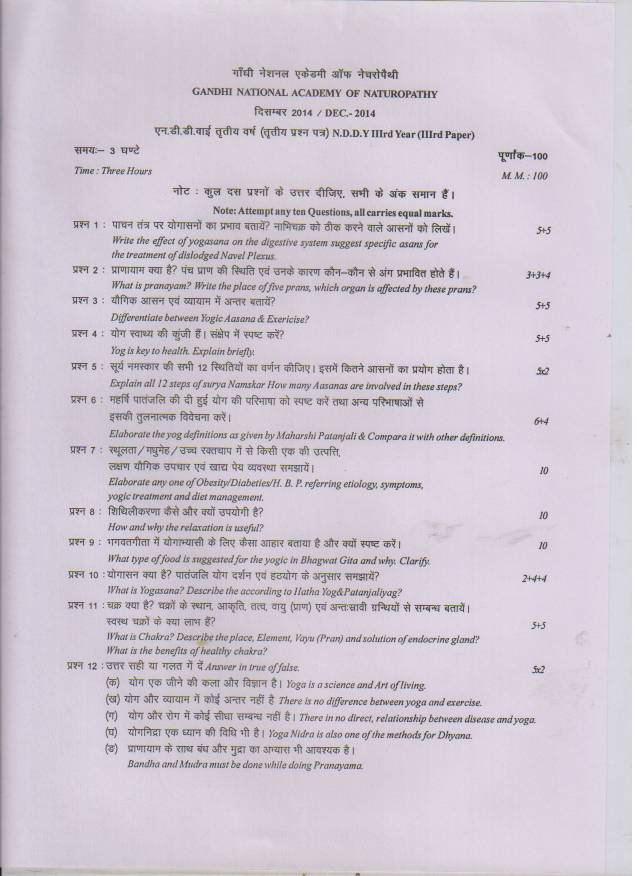 गाँधी नेशनल एकेडमी ऑफ नेचरोपैथी
GANDHI NATIONAL ACADEMY OF NATUROPATHY
दिसम्बर 2014 / DEC.- 2014
एन.डी.डी.वाई तृतीय वर्ष (तृतीय प्रश्न पत्र) N.D.D.Y IIIrd Year (IIIrd Paper)
समयः– 3 घण्टे पूर्णांक–100
Time : Three Hours M. M. : 100
नोट : कुल दस प्रश्नों के उत्तर दीजिए, सभी के अंक समान हैं।
Note: Attempt any ten Questions, all carries equal marks.
प्रश्न 1 : पाचन तंत्र पर योगासनों का प्रभाव बतायें? नाभिचक्र को ठीक करने वाले आसनों को लिखें। 5+5
Write the effect of yogasana on the digestive system suggest specific asans for
the treatment of dislodged Navel Plexus.
प्रश्न 2 : प्राणायाम क्या है? पंच प्राण की स्थिति एवं उनके कारण कौन–कौन से अंग प्रभावित होते हैं। 3+3+4
What is pranayam? Write the place of five prans, which organ is affected by these prans?
प्रश्न 3 : यौगिक आसन एवं व्यायाम में अन्तर बतायें? 5+5
Differentiate between Yogic Aasana & Exericise?
प्रश्न 4 : योग स्वाथ्य की कुंजी हैं। संक्षेप में स्पष्ट करें? 5+5
Yog is key to health. Explain briefly.
प्रश्न 5 : सूर्य नमस्कार की सभी 12 स्थितियों का वर्णन कीजिए। इसमें कितने आसनों का प्रयोग होता है। 5x2
Explain all 12 steps of surya Namskar How many Aasanas are involved in these steps?
प्रश्न 6 : महर्षि पातंजलि की दी हुई योग की परिभाषा को स्पष्ट करें तथा अन्य परिभाषाओं से
इसकी तुलनात्मक विवेचना करें। 6+4
Elaborate the yog definitions as given by Maharshi Patanjali & Compara it with other definitions.
प्रश्न 7 : स्थूलता / मधुमेह / उच्च रक्तचाप में से किसी एक की उत्पत्ति,
लक्षण यौगिक उपचार एवं खाद्य पेय व्यवस्था समझायें। 10
Elaborate any one of Obesity/Diabeties/H. B. P. referring etiology, symptoms,
yogic treatment and diet management.
प्रश्न 8 : शिथिलीकरणा कैसे और क्यों उपयोगी है? 10
How and why the relaxation is useful?
प्रश्न 9 : भगवतगीता में योगाभ्यासी के लिए कैसा आहार बताया है और क्यों स्पष्ट करें। 10
What type of food is suggested for the yogic in Bhagwat Gita and why. Clarify.
प्रश्न 10 : योगासन क्या है? पातंजलि योग दर्शन एवं हठयोग के अनुसार समझायें? 2+4+4
What is Yogasana? Describe the according to Hatha Yog&Patanjaliyag?
प्रश्न 11 : चक्र क्या है? चक्रों के स्थान, आकृति, तत्व, वायु (प्राण) एवं अन्तःस्रावी ग्रन्थियों से सम्बन्ध बतायें।
स्वस्थ चक्रों के क्या लाभ हैं? 5+5
What is Chakra? Describe the place, Element, Vayu (Pran) and solution of endocrine gland?
What is the benefits of healthy chakra?
प्रश्न 12 : उत्तर सही या गलत में दें Answer in true of false. 5x2
(क) योग एक जीने की कला और विज्ञान है। Yoga is a science and Art of living.
(ख) योग और व्यायाम में कोई अन्तर नहीं है There is no difference between yoga and exercise.
(ग) योग और रोग में कोई सीधा सम्बन्ध नहीं है। There in no direct, relationship between disease and yoga.
(घ) योगनिद्रा एक ध्यान की विधि भी है। Yoga Nidra is also one of the methods for Dhyana.
(ङ) प्राणायाम के साथ बंध और मुद्रा का अभ्यास भी आवश्यक है।
Bandha and Mudra must be done while doing Pranayama.